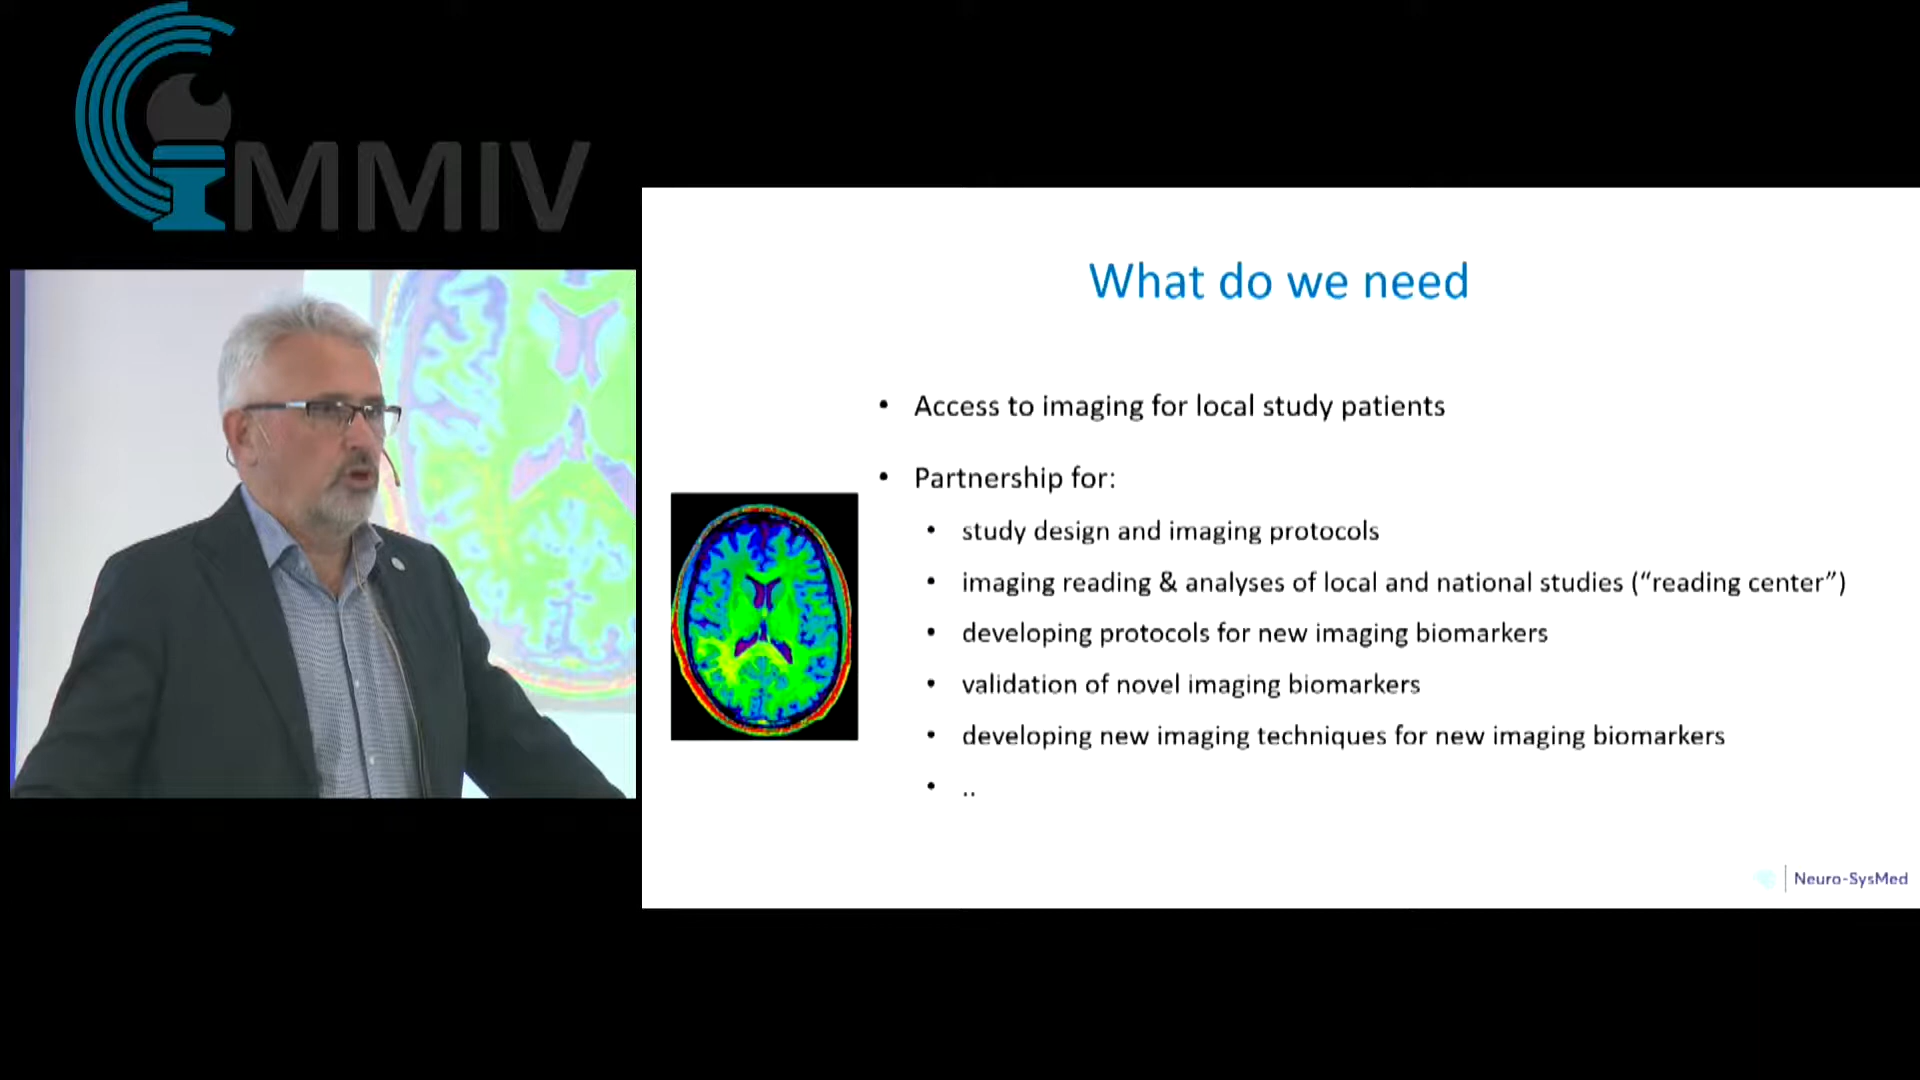 MMIV
What do we need
• Access to imaging for local study patients
• Partnership for:
• study design and imaging protocols
• imaging reading & analyses of local and national studies (“reading center”)
• developing protocols for new imaging biomarkers
• validation of novel imaging biomarkers
• developing new imaging techniques for new imaging biomarkers
• ..
Neuro-SysMed